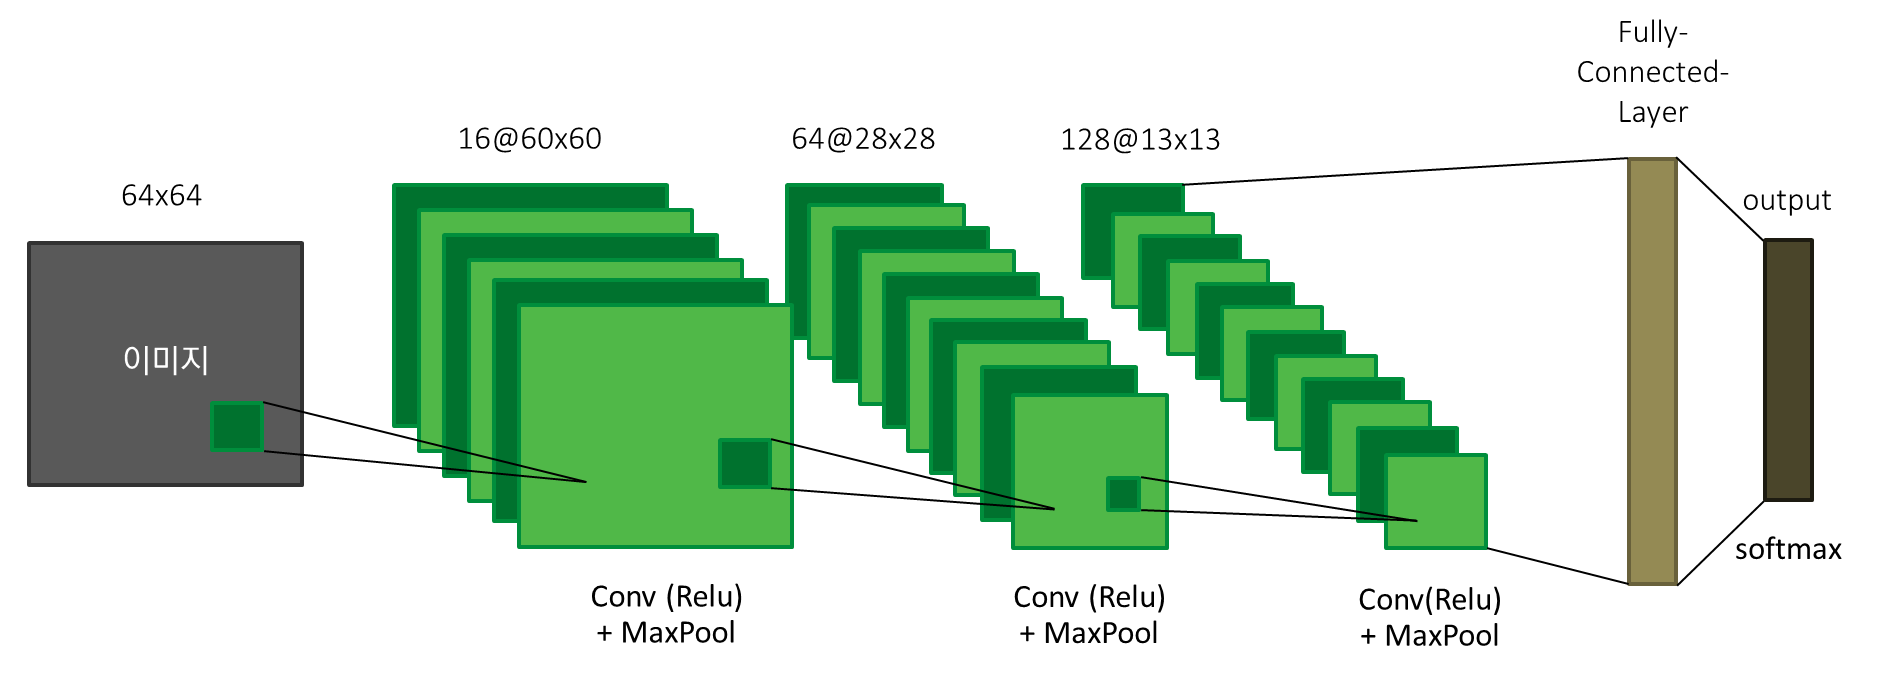 64x64
이미지
16@60x60
Conv (Relu)
+ MaxPool
64@28x28
Conv (Relu)
+ MaxPool
128@13x13
Conv(Relu)
+ MaxPool
Fully-
Connected-
Layer
output
softmax